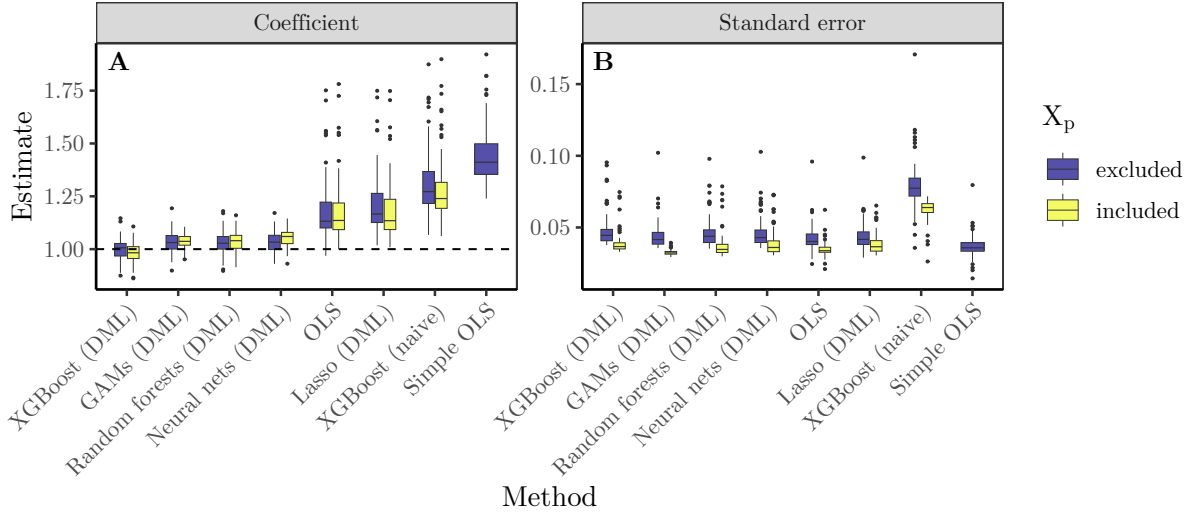 Coefficient
Standard error
A
B
1.75
1.50
1.25
1.00
0.15
0.10
0.05
Estimate
XGBoost (DML)
GAMs (DML)
Random forests (DML)
Neural nets (DML)
OLS
Lasso (DML)
XGBoost (naive)
Simple OLS
XGBoost (DML)
GAMs (DML)
Random forests (DML)
Neural nets (DML)
OLS
Lasso (DML)
XGBoost (naive)
Simple OLS
Method
Xp
excluded
included